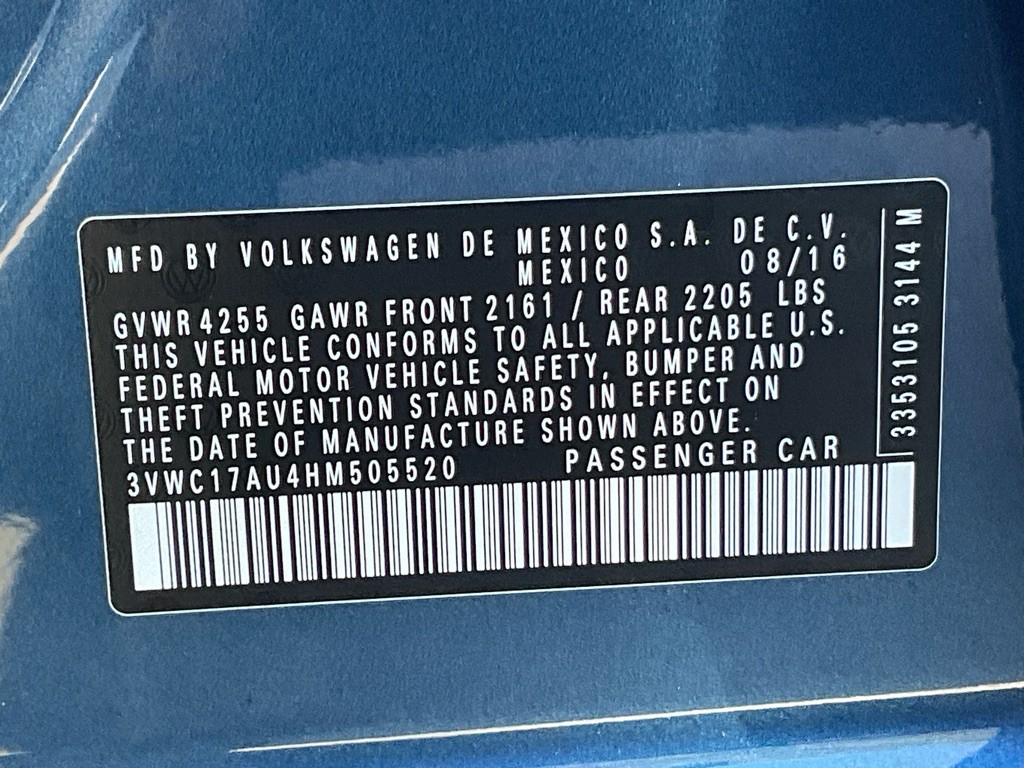 MFD BY VOLKSWAGEN DE MEXICO S.A. DE C.V.
MEXICO 08/16
GVWR 4255 GAWR FRONT 2161 / REAR 2205 LBS
THIS VEHICLE CONFORMS TO ALL APPLICABLE U.S.
FEDERAL MOTOR VEHICLE SAFETY, BUMPER AND
THEFT PREVENTION STANDARDS IN EFFECT ON
THE DATE OF MANUFACTURE SHOWN ABOVE.
3VWC17AU4HM505520 PASSENGER CAR
3353105 3144 M